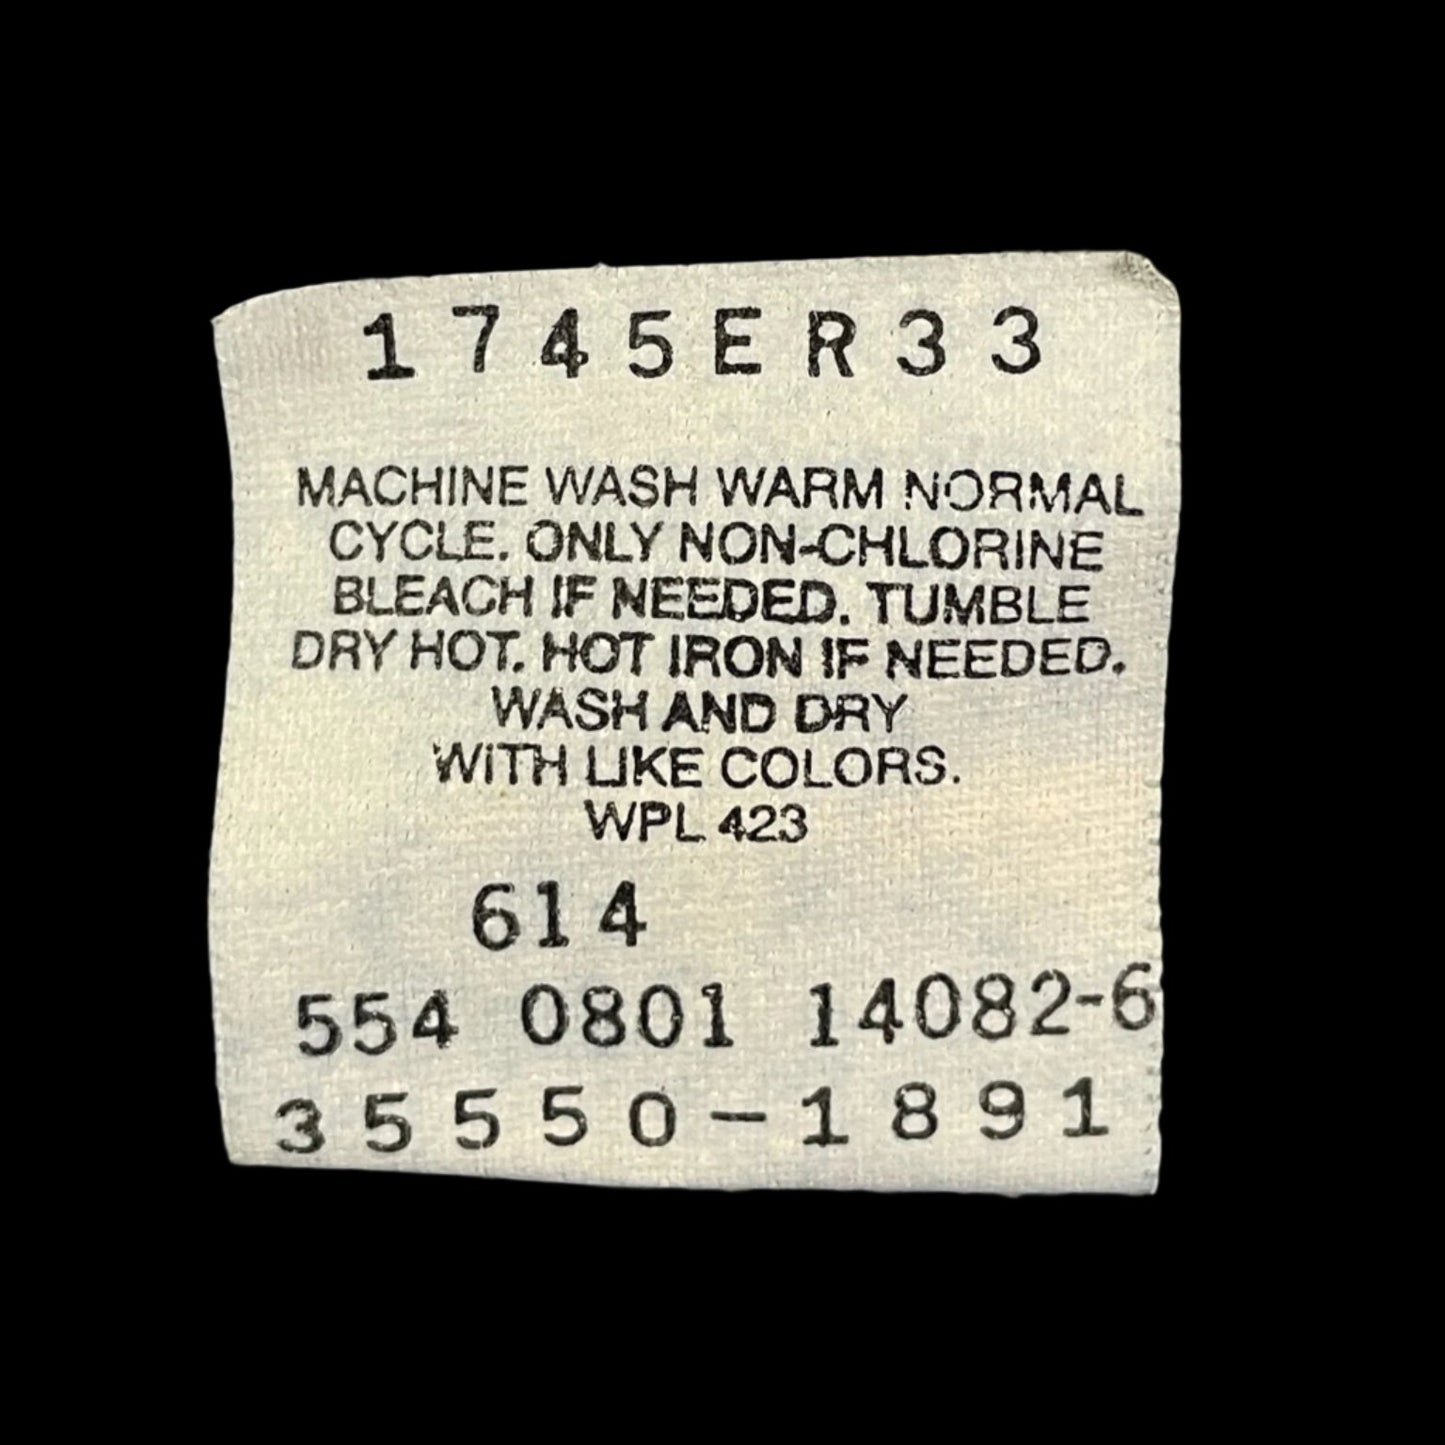 1745ER33
MACHINE WASH WARM NORMAL
CYCLE. ONLY NON-CHLORINE
BLEACH IF NEEDED. TUMBLE
DRY HOT. HOT IRON IF NEEDED.
WASH AND DRY
WITH LIKE COLORS.
WPL 423
614
554 0801 14082-6
35550-1891